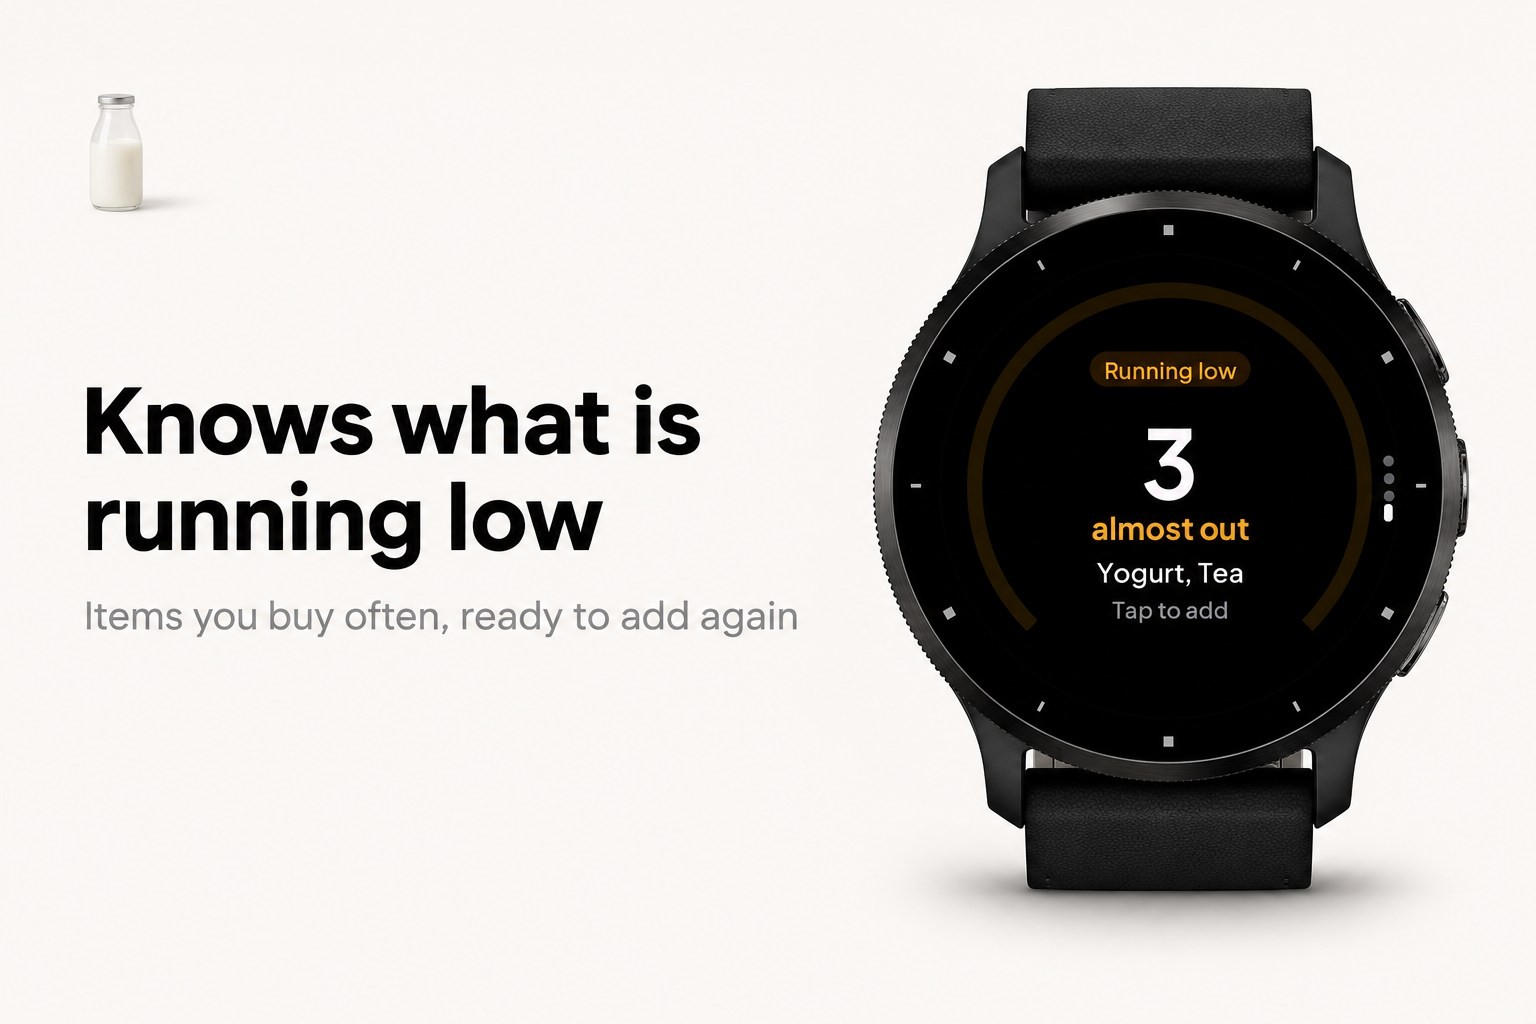 Knows what is
running low
Items you buy often, ready to add again
Running low
3
almost out
Yogurt, Tea
Tap to add